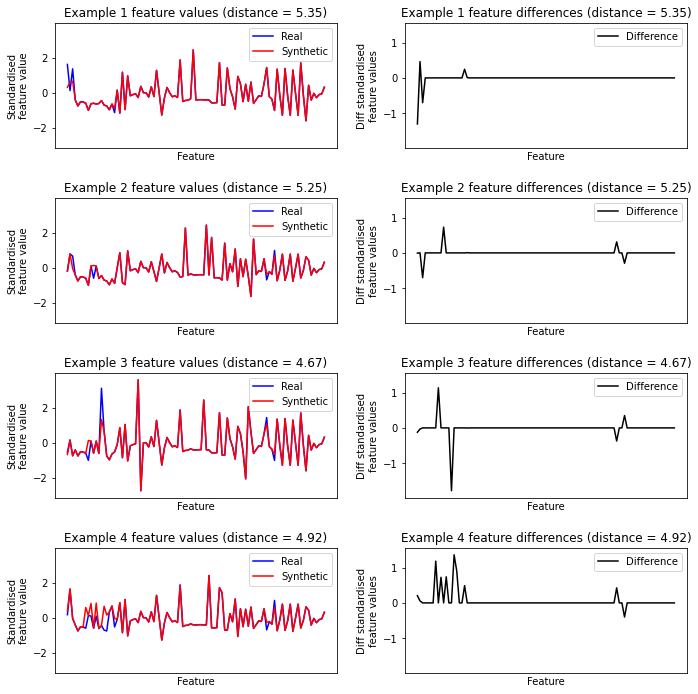 Example 1 feature values (distance = 5.35)
Standardised
feature value
2
0
−2
Real
Synthetic
Feature
Example 1 feature differences (distance = 5.35)
Diff standardised
feature values
1
0
−1
Difference
Feature
Example 2 feature values (distance = 5.25)
Standardised
feature value
2
0
−2
Real
Synthetic
Feature
Example 2 feature differences (distance = 5.25)
Diff standardised
feature values
1
0
−1
Difference
Feature
Example 3 feature values (distance = 4.67)
Standardised
feature value
2
0
−2
Real
Synthetic
Feature
Example 3 feature differences (distance = 4.67)
Diff standardised
feature values
1
0
−1
Difference
Feature
Example 4 feature values (distance = 4.92)
Standardised
feature value
2
0
−2
Real
Synthetic
Feature
Example 4 feature differences (distance = 4.92)
Diff standardised
feature values
1
0
−1
Difference
Feature